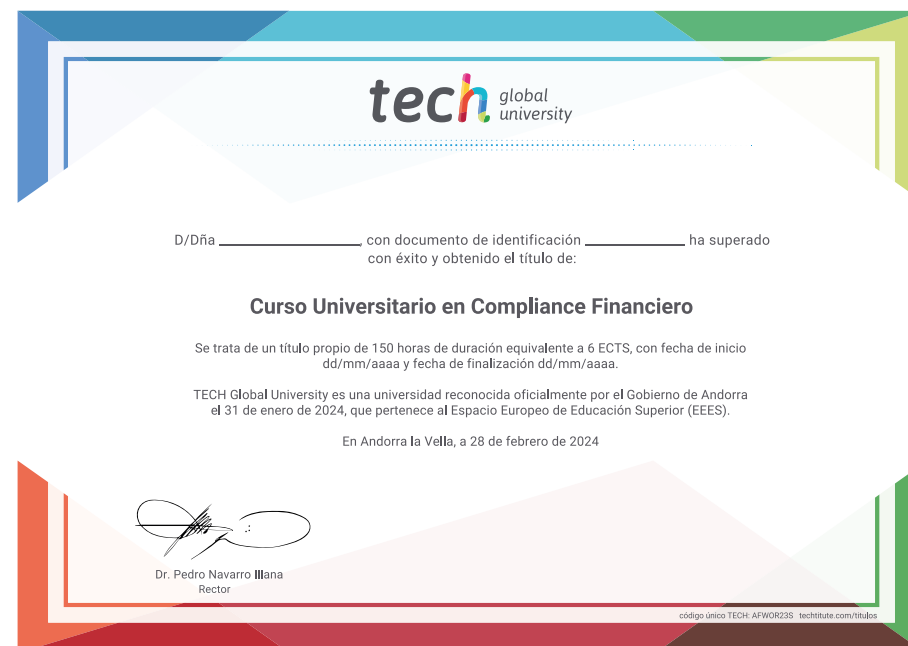 tech global university
D/Dña ____________________, con documento de identificación ______________ ha superado
con éxito y obtenido el título de:
Curso Universitario en Compliance Financiero
Se trata de un título propio de 150 horas de duración equivalente a 6 ECTS, con fecha de inicio
dd/mm/aaaa y fecha de finalización dd/mm/aaaa.
TECH Global University es una universidad reconocida oficialmente por el Gobierno de Andorra
el 31 de enero de 2024, que pertenece al Espacio Europeo de Educación Superior (EEES).
En Andorra la Vella, a 28 de febrero de 2024
Dr. Pedro Navarro Illana
Rector
código único TECH: AFWOR23S techtitute.com/titulos